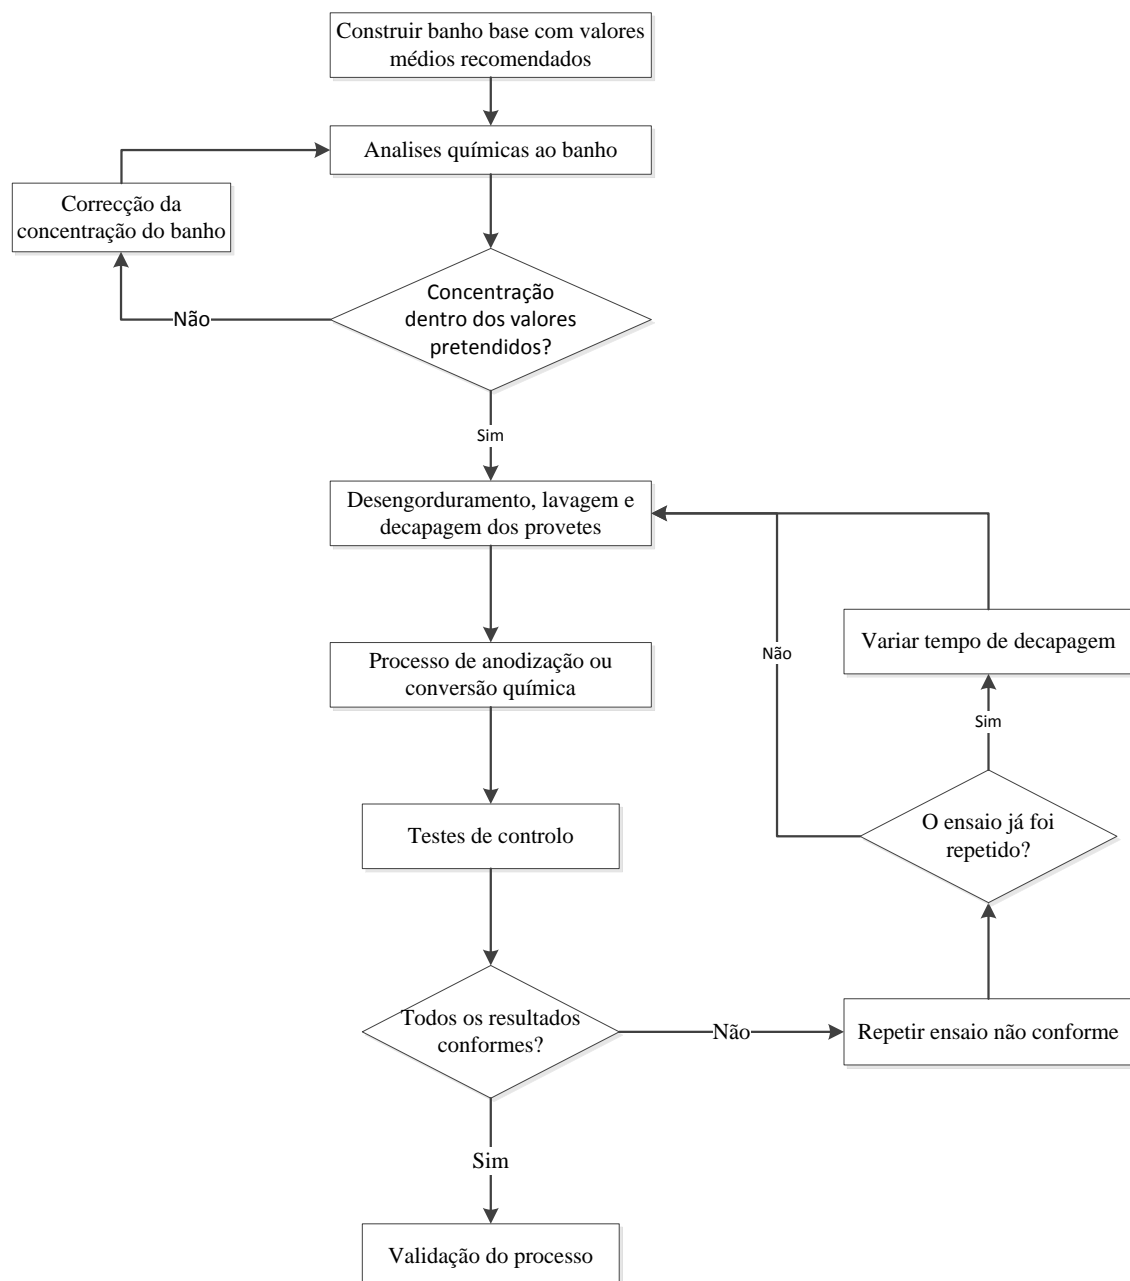 Construir banho base com valores
médios recomendados
Analises químicas ao banho
Correcção da
concentração do banho
Concentração
dentro dos valores
pretendidos?
Não
Sim
Desengorduramento, lavagem e
decapagem dos provetes
Variar tempo de decapagem
Processo de anodização ou
conversão química
Não
Sim
Testes de controlo
O ensaio já foi
repetido?
Todos os resultados
conformes?
Não
Repetir ensaio não conforme
Sim
Validação do processo